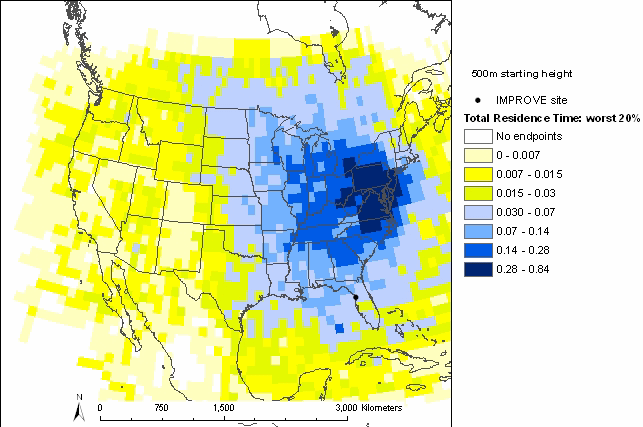 500m starting height
IMPROVE site
Total Residence Time: worst 20%
No endpoints
0 - 0.007
0.007 - 0.015
0.015 - 0.03
0.030 - 0.07
0.07 - 0.14
0.14 - 0.28
0.28 - 0.84
N
0 750 1,500 3,000 Kilometers